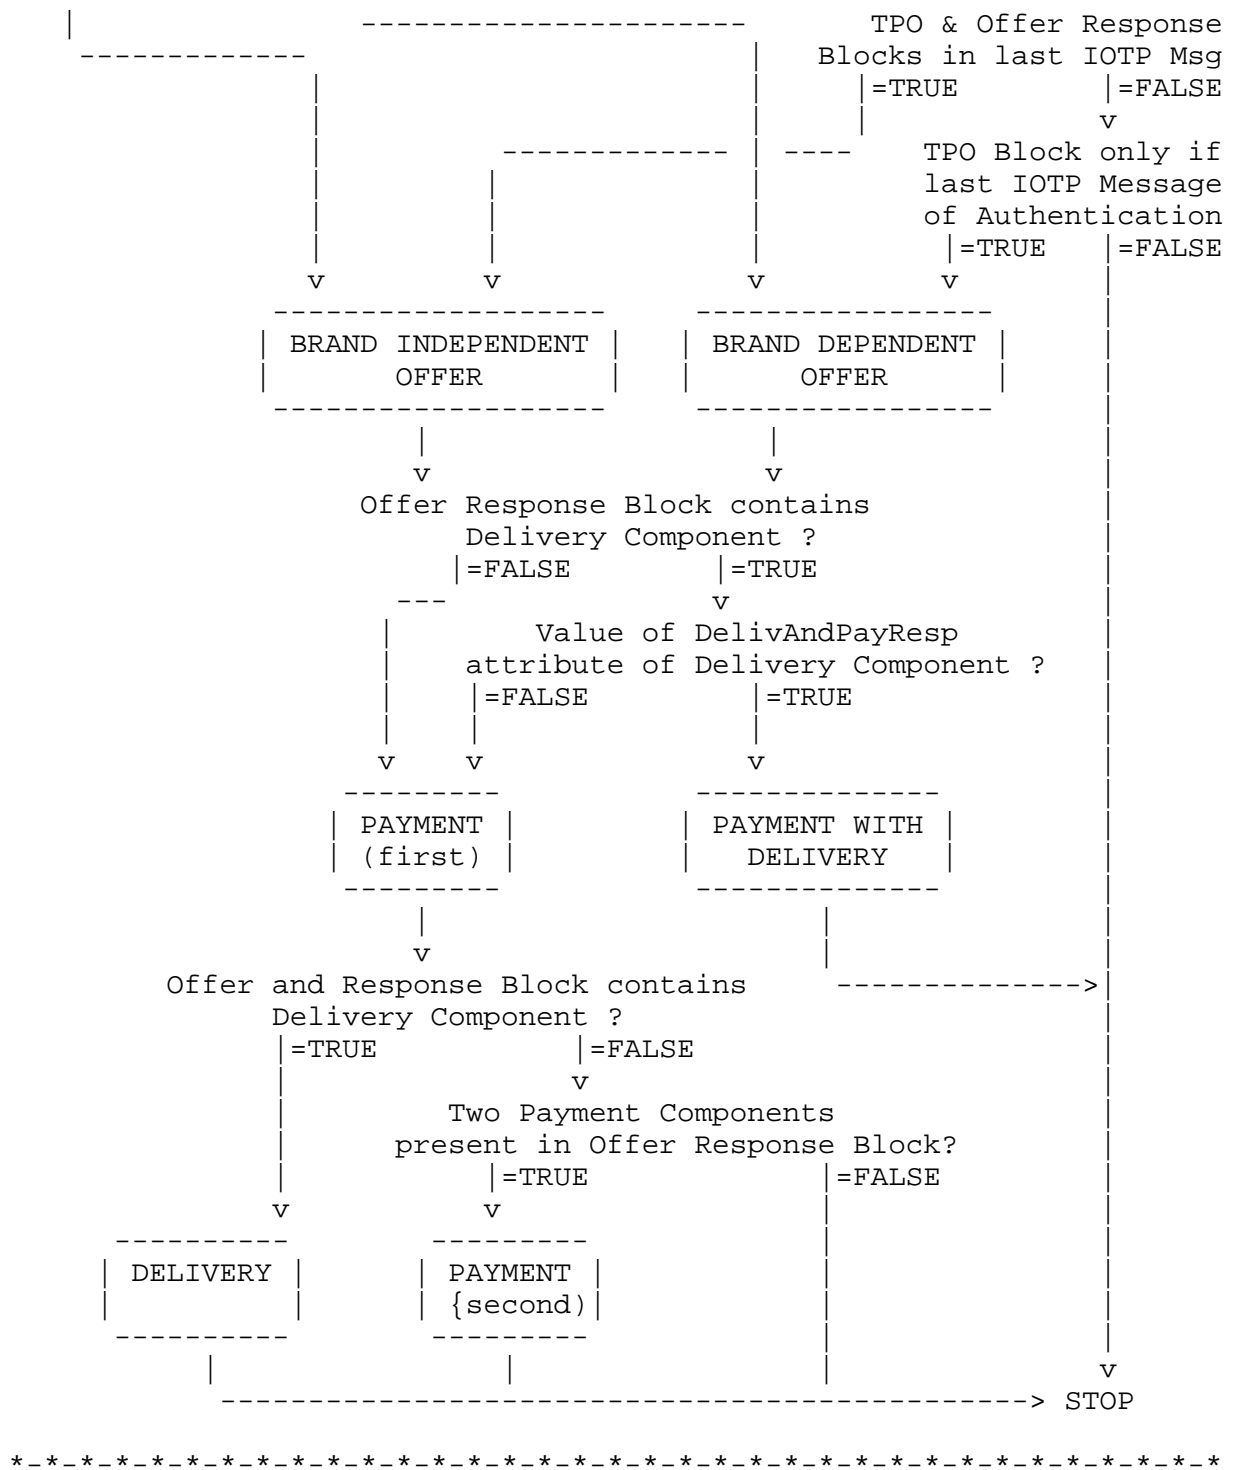 TPO & Offer Response
Blocks in last IOTP Msg
|=TRUE |=FALSE
v
TPO Block only if
last IOTP Message
of Authentication
|=TRUE |=FALSE
v v v v
| BRAND INDEPENDENT | | BRAND DEPENDENT |
| OFFER | | OFFER |
v v
Offer Response Block contains
Delivery Component ?
|=FALSE |=TRUE
v
Value of DelivAndPayResp
attribute of Delivery Component ?
|=FALSE |=TRUE
v v v
| PAYMENT | | PAYMENT WITH |
| (first) | | DELIVERY |
v
Offer and Response Block contains -------------->|
Delivery Component ?
|=TRUE |=FALSE
v
Two Payment Components
present in Offer Response Block?
|=TRUE |=FALSE
v v
| DELIVERY | | PAYMENT |
| | | {second)|
v
----------------------------------------------> STOP
*-*-*-*-*-*-*-*-*-*-*-*-*-*-*-*-*-*-*-*-*-*-*-*-*-*-*-*-*-*-*-*-*-*-*